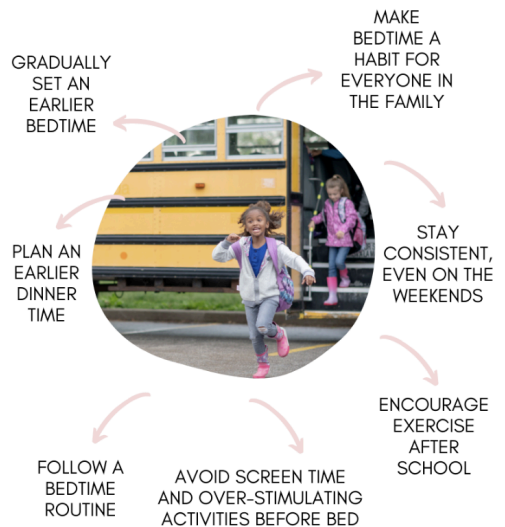 MAKE
BEDTIME A
HABIT FOR
EVERYONE IN
THE FAMILY
GRADUALLY
SET AN
EARLIER
BEDTIME
STAY
CONSISTENT,
EVEN ON THE
WEEKENDS
PLAN AN
EARLIER
DINNER
TIME
ENCOURAGE
EXERCISE
AFTER
SCHOOL
FOLLOW A
BEDTIME
ROUTINE
AVOID SCREEN TIME
AND OVER-STIMULATING
ACTIVITIES BEFORE BED